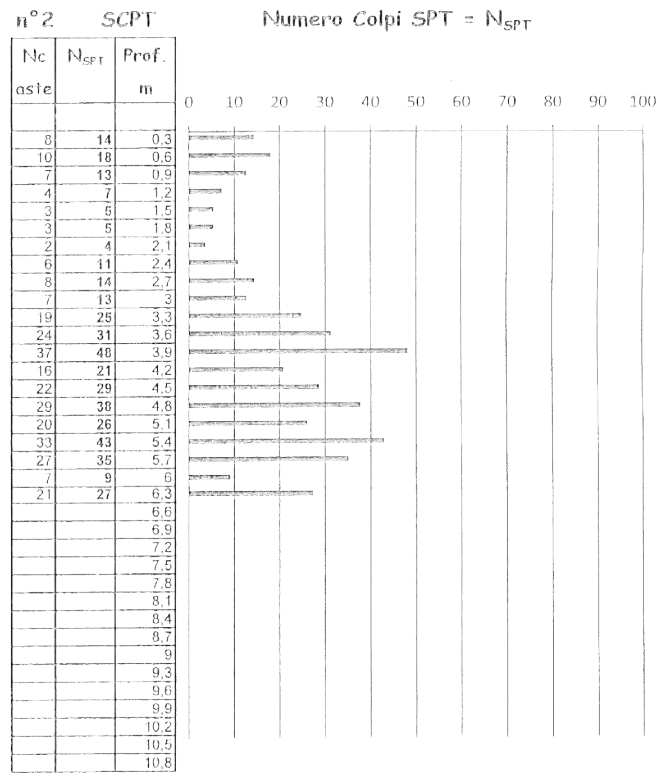 n°2 SCPT Numero Colpi SPT = NSPT
Nc NSPT Prof.
aste m
0 10 20 30 40 50 60 70 80 90 100
8 14 0,3
10 18 0,6
7 13 0,9
4 7 1,2
3 5 1,5
3 5 1,8
2 4 2,1
6 11 2,4
8 14 2,7
7 13 3
19 25 3,3
24 31 3,6
37 48 3,9
16 21 4,2
22 29 4,5
29 38 4,8
20 26 5,1
33 43 5,4
27 35 5,7
7 9 6
21 27 6,3
6,6
6,9
7,2
7,5
7,8
8,1
8,4
8,7
9
9,3
9,6
9,9
10,2
10,5
10,8